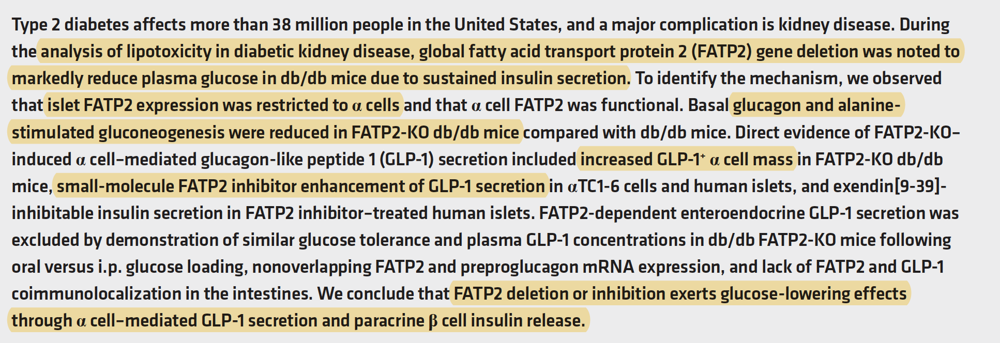 Type 2 diabetes affects more than 38 million people in the United States, and a major complication is kidney disease. During
the analysis of lipotoxicity in diabetic kidney disease, global fatty acid transport protein 2 (FATP2) gene deletion was noted to
markedly reduce plasma glucose in db/db mice due to sustained insulin secretion. To identify the mechanism, we observed
that islet FATP2 expression was restricted to α cells and that α cell FATP2 was functional. Basal glucagon and alanine-
stimulated gluconeogenesis were reduced in FATP2-KO db/db mice compared with db/db mice. Direct evidence of FATP2-KO–
induced α cell–mediated glucagon-like peptide 1 (GLP-1) secretion included increased GLP-1⁺ α cell mass in FATP2-KO db/db
mice, small-molecule FATP2 inhibitor enhancement of GLP-1 secretion in αTC1-6 cells and human islets, and exendin[9-39]-
inhibitable insulin secretion in FATP2 inhibitor–treated human islets. FATP2-dependent enteroendocrine GLP-1 secretion was
excluded by demonstration of similar glucose tolerance and plasma GLP-1 concentrations in db/db FATP2-KO mice following
oral versus i.p. glucose loading, nonoverlapping FATP2 and preproglucagon mRNA expression, and lack of FATP2 and GLP-1
coimmunolocalization in the intestines. We conclude that FATP2 deletion or inhibition exerts glucose-lowering effects
through α cell–mediated GLP-1 secretion and paracrine β cell insulin release.